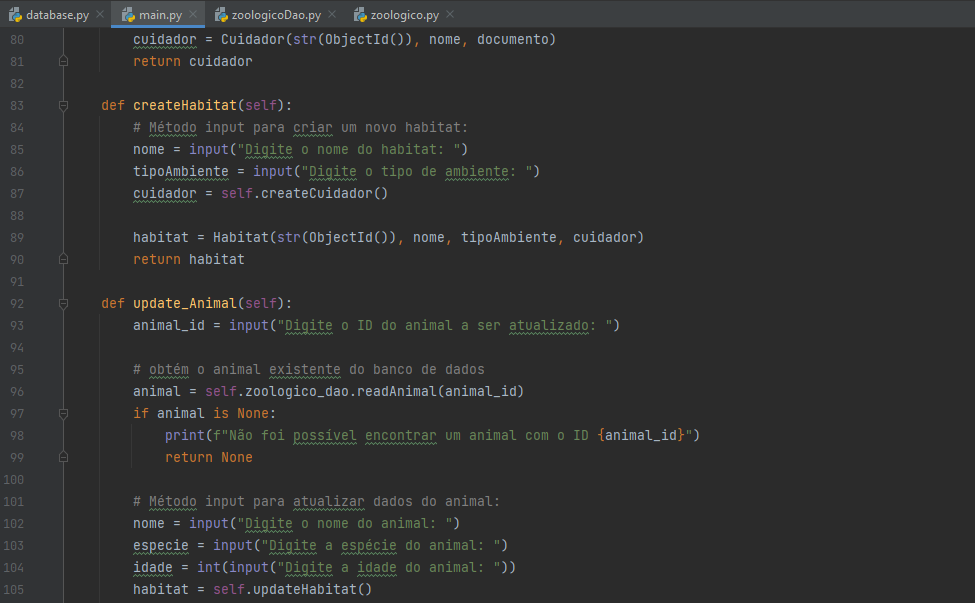 database.py × main.py × zoologicoDao.py × zoologico.py ×
80 cuidador = Cuidador(str(ObjectId()), nome, documento)
81 return cuidador
82
83 def createHabitat(self):
84 # Método input para criar um novo habitat:
85 nome = input("Digite o nome do habitat: ")
86 tipoAmbiente = input("Digite o tipo de ambiente: ")
87 cuidador = self.createCuidador()
88
89 habitat = Habitat(str(ObjectId()), nome, tipoAmbiente, cuidador)
90 return habitat
91
92 def update_Animal(self):
93 animal_id = input("Digite o ID do animal a ser atualizado: ")
94
95 # obtém o animal existente do banco de dados
96 animal = self.zoologico_dao.readAnimal(animal_id)
97 if animal is None:
98 print(f"Não foi possível encontrar um animal com o ID {animal_id}")
99 return None
100
101 # Método input para atualizar dados do animal:
102 nome = input("Digite o nome do animal: ")
103 especie = input("Digite a espécie do animal: ")
104 idade = int(input("Digite a idade do animal: "))
105 habitat = self.updateHabitat()